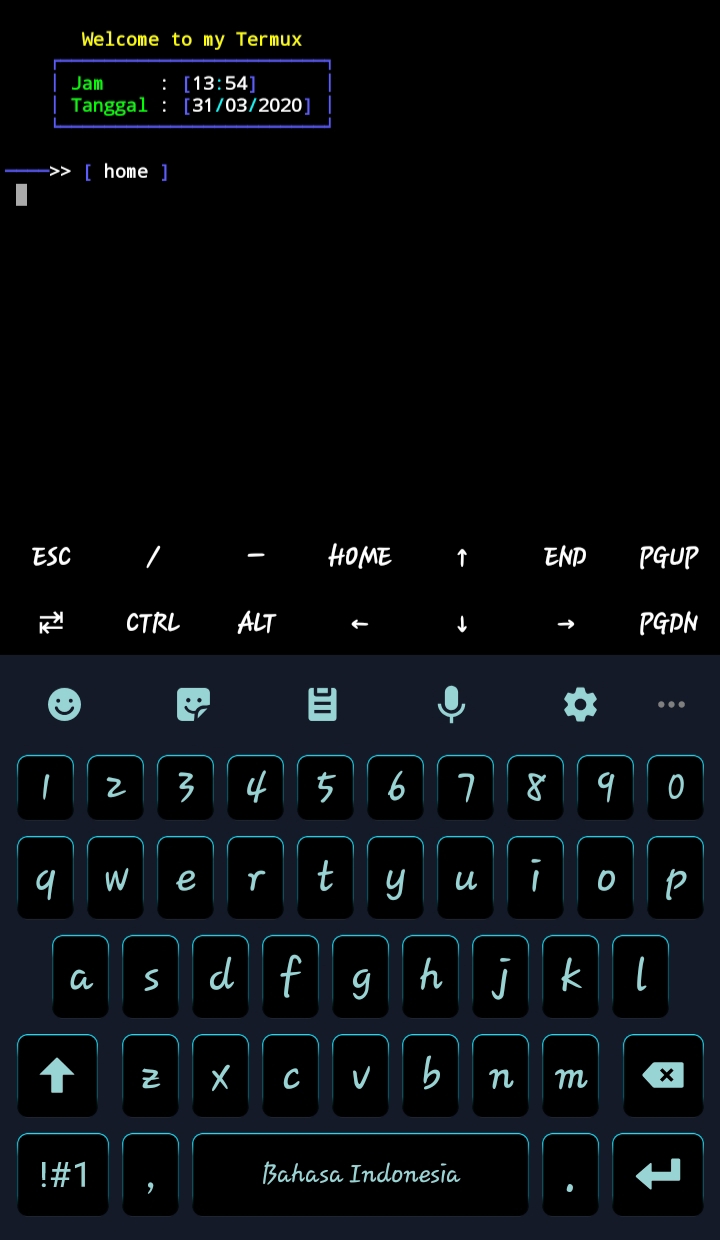 Welcome to my Termux
Jam : [13:54]
Tanggal : [31/03/2020]
>> [ home ]
ESC / — HOME ↑ END PGUP
⇄ CTRL ALT ← ↓ → PGDN
1 2 3 4 5 6 7 8 9 0
q w e r t y u i o p
a s d f g h j k l
z x c v b n m
!#1 , Bahasa Indonesia .